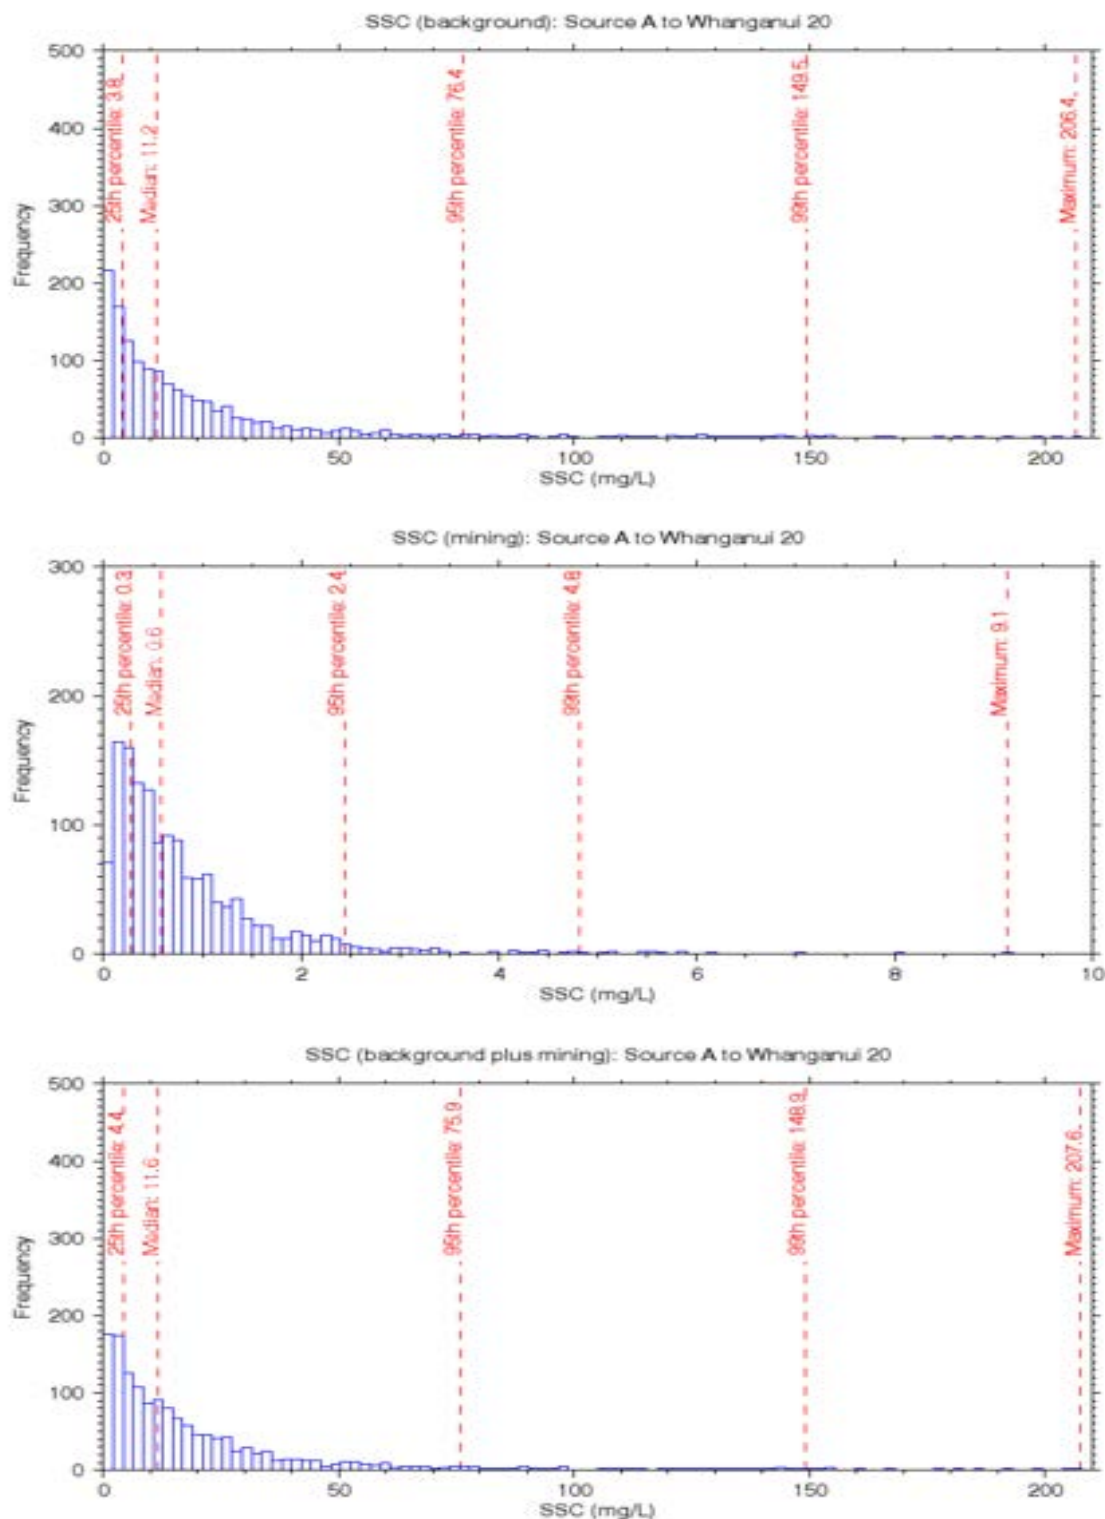 SSC (background): Source A to Whanganui 20
500
400
300
200
100
0
Frequency
25th percentile: 3.8
Median: 11.2
95th percentile: 76.4
99th percentile: 149.5
Maximum: 206.4
0 50 100 150 200
SSC (mg/L)
SSC (mining): Source A to Whanganui 20
300
200
100
0
Frequency
25th percentile: 0.3
Median: 0.6
95th percentile: 2.4
99th percentile: 4.8
Maximum: 9.1
0 2 4 6 8 10
SSC (mg/L)
SSC (background plus mining): Source A to Whanganui 20
500
400
300
200
100
0
Frequency
25th percentile: 4.4
Median: 11.6
95th percentile: 75.9
99th percentile: 148.9
Maximum: 207.6
0 50 100 150 200
SSC (mg/L)